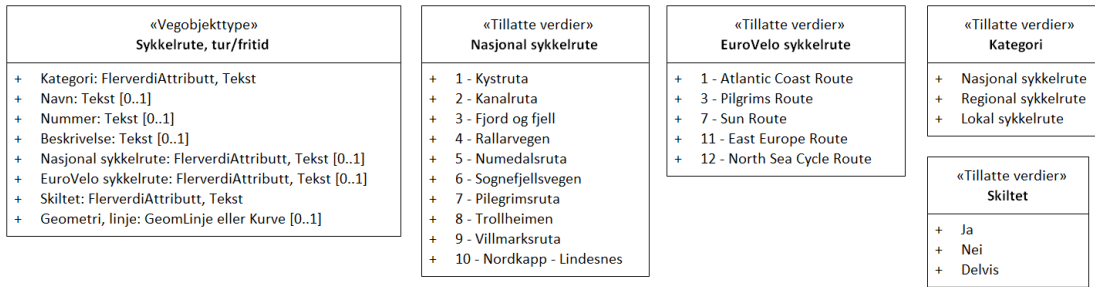 «Vegobjekttype»
Sykkelrute, tur/fritid
+ Kategori: FlerverdiAttributt, Tekst
+ Navn: Tekst [0..1]
+ Nummer: Tekst [0..1]
+ Beskrivelse: Tekst [0..1]
+ Nasjonal sykkelrute: FlerverdiAttributt, Tekst [0..1]
+ EuroVelo sykkelrute: FlerverdiAttributt, Tekst [0..1]
+ Skiltet: FlerverdiAttributt, Tekst
+ Geometri, linje: GeomLinje eller Kurve [0..1]
«Tillatte verdier»
Nasjonal sykkelrute
+ 1 - Kystruta
+ 2 - Kanalruta
+ 3 - Fjord og fjell
+ 4 - Rallarvegen
+ 5 - Numedalsruta
+ 6 - Sognefjellsvegen
+ 7 - Pilegrimsruta
+ 8 - Trollheimen
+ 9 - Villmarksruta
+ 10 - Nordkapp - Lindesnes
«Tillatte verdier»
EuroVelo sykkelrute
+ 1 - Atlantic Coast Route
+ 3 - Pilgrims Route
+ 7 - Sun Route
+ 11 - East Europe Route
+ 12 - North Sea Cycle Route
«Tillatte verdier»
Kategori
+ Nasjonal sykkelrute
+ Regional sykkelrute
+ Lokal sykkelrute
«Tillatte verdier»
Skiltet
+ Ja
+ Nei
+ Delvis